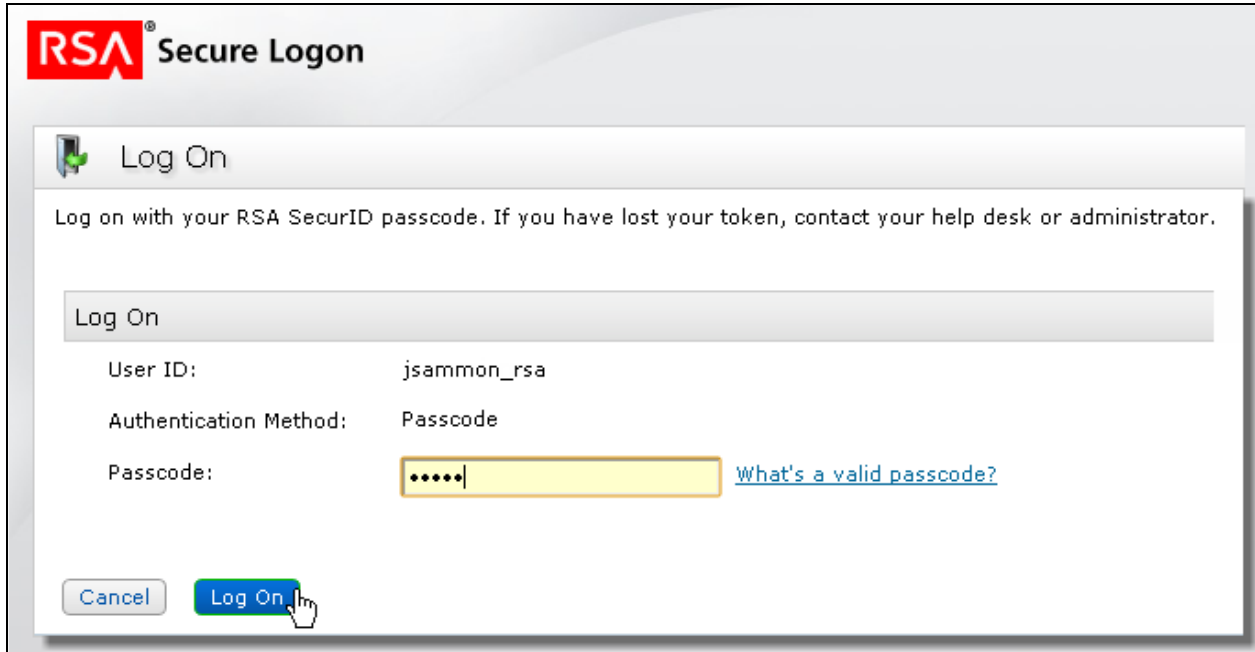 RSA® Secure Logon
Log On
Log on with your RSA SecurID passcode. If you have lost your token, contact your help desk or administrator.
Log On
User ID: jsammon_rsa
Authentication Method: Passcode
Passcode: ••••• What's a valid passcode?
Cancel Log On